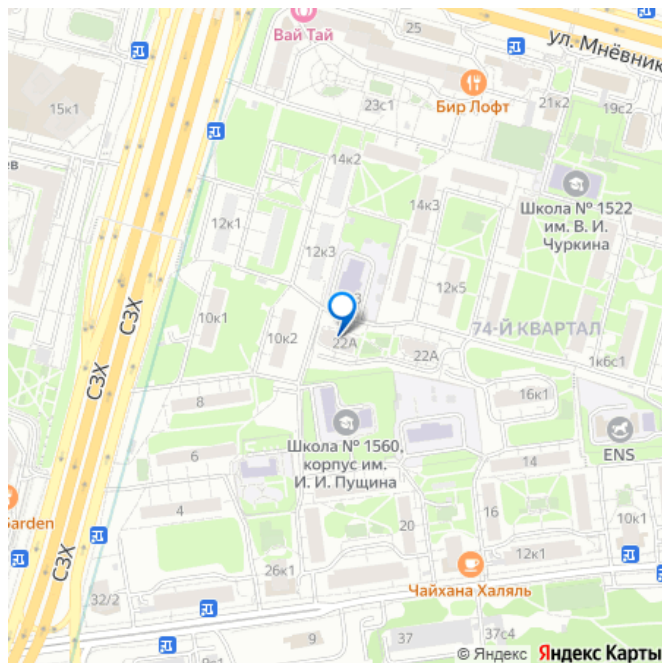 Вай Тай
25
ул. Мнёвник
15к1
23с1
Бир Лофт
21к2
19с2
14к2
ев
14к3
Школа № 1522
им. В. И.
Чуркина
12к1
12к3
12к5
3
10к1
10к2
22А
74-Й КВАРТАЛ
22А
1к6с1
СЗХ
СЗХ
8
16к1
Школа № 1560,
корпус им.
И. И. Пущина
ENS
6
14
Garden
4
20
16
10к1
СЗХ
12к1
26к1
Чайхана Халяль
32/2
9
37
37с4
© Яндекс Яндекс Карты